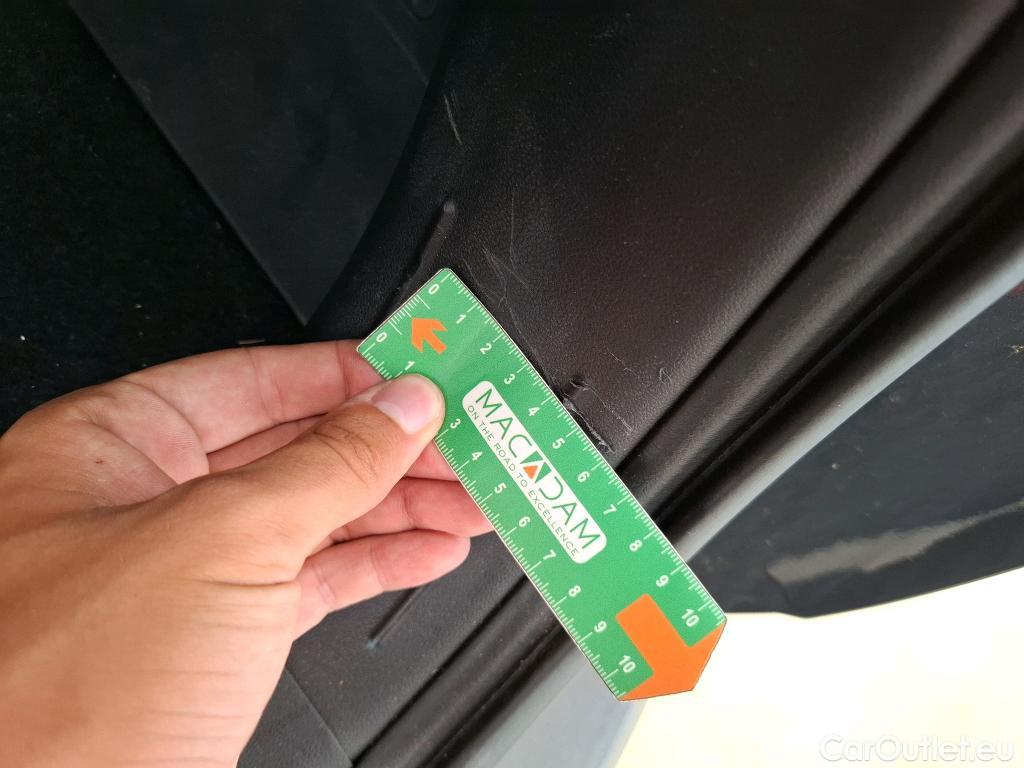 0 1 2 3 4 5 6 7 8 9 10
MACADAM
ON THE ROAD TO EXCELLENCE
0 1 3 4 5 6 7 8 9 10
CarOutlet.eu